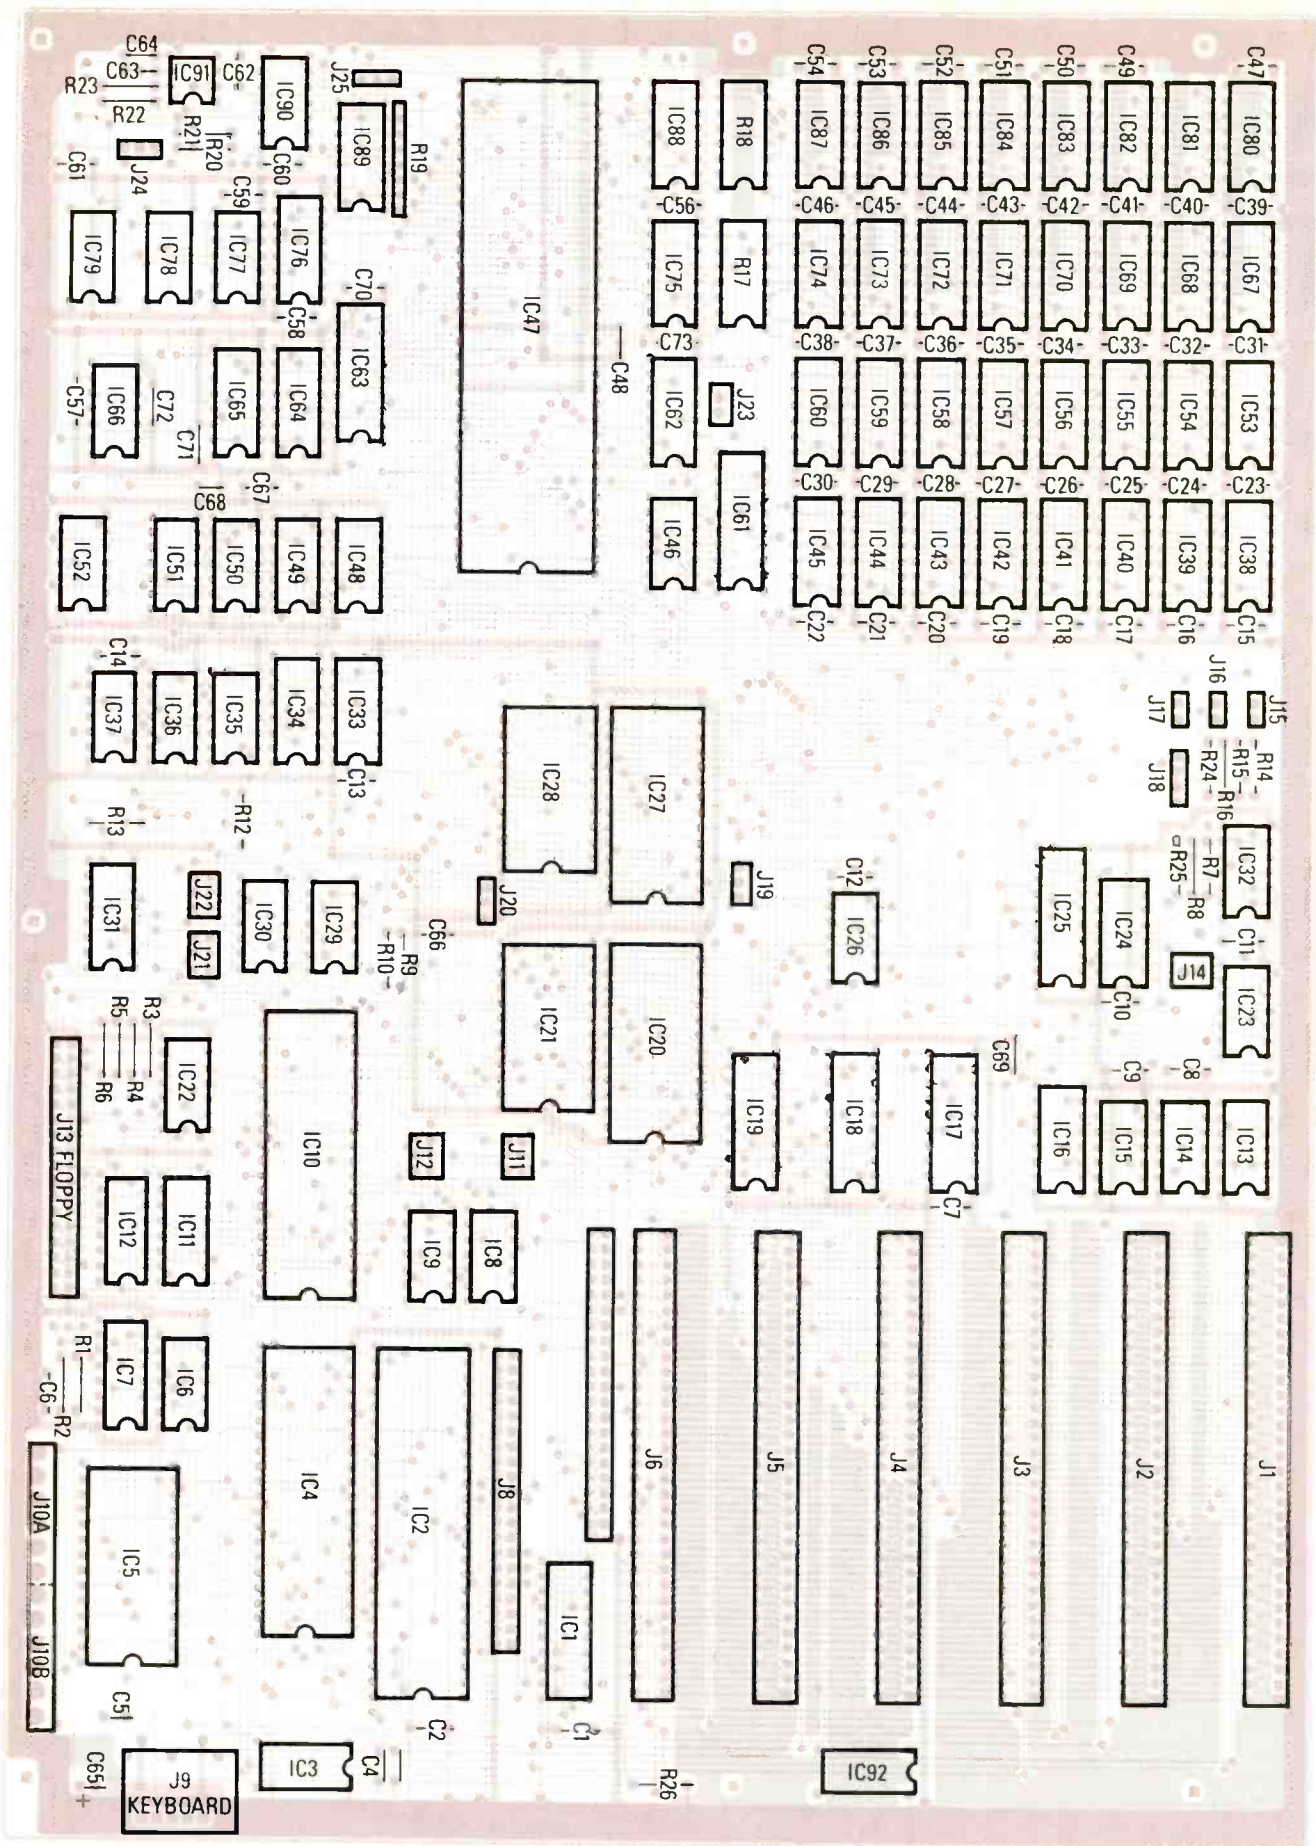 C64
C63
R23
R22
IC91
C62
IC90
J25
IC89
R19
R21
R20
C60
C61
J24
C59
IC88
R18
C54
C53
C52
C51
C50
C49
C47
IC87
IC86
IC85
IC84
IC83
IC82
IC81
IC80
-C56-
-C46-
-C45-
-C44-
-C43-
-C42-
-C41-
-C40-
-C39-
IC79
IC78
IC77
IC76
C70
C58
IC47
IC75
R17
IC74
IC73
IC72
IC71
IC70
IC69
IC68
IC67
C48
-C73-
-C38-
-C37-
-C36-
-C35-
-C34-
-C33-
-C32-
-C31-
-C57-
IC66
C72
C71
IC65
IC64
IC63
C68
C67
IC62
J23
IC60
IC59
IC58
IC57
IC56
IC55
IC54
IC53
-C30-
-C29-
-C28-
-C27-
-C26-
-C25-
-C24-
-C23-
IC52
IC51
IC50
IC49
IC48
IC46
IC61
IC45
IC44
IC43
IC42
IC41
IC40
IC39
IC38
C22
C21
C20
C19
C18
C17
C16
C15
C14
IC37
IC36
IC35
IC34
IC33
C13
J17
J16
J15
J18
-R24-
-R15-
-R14-
R16
IC28
IC27
R13
-R12-
IC31
J22
J21
IC30
IC29
-R10-
-R9-
C66
J20
J19
C12
IC26
IC25
IC24
R25-
-R7-
R8
IC32
C11
J14
C10
IC23
R5
R3
R6
R4
IC22
IC10
IC21
IC20
IC19
IC18
IC17
C69
C7
IC16
C9
IC15
C8
IC14
IC13
J13 FLOPPY
J12
J11
IC12
IC11
IC9
IC8
R1
-C6-
R2
IC7
IC6
J10A
J10B
IC5
IC4
IC2
J8
IC1
J6
J5
J4
J3
J2
J1
C5
C2
C1
C65
+
J9
KEYBOARD
IC3
C4
R26
IC92